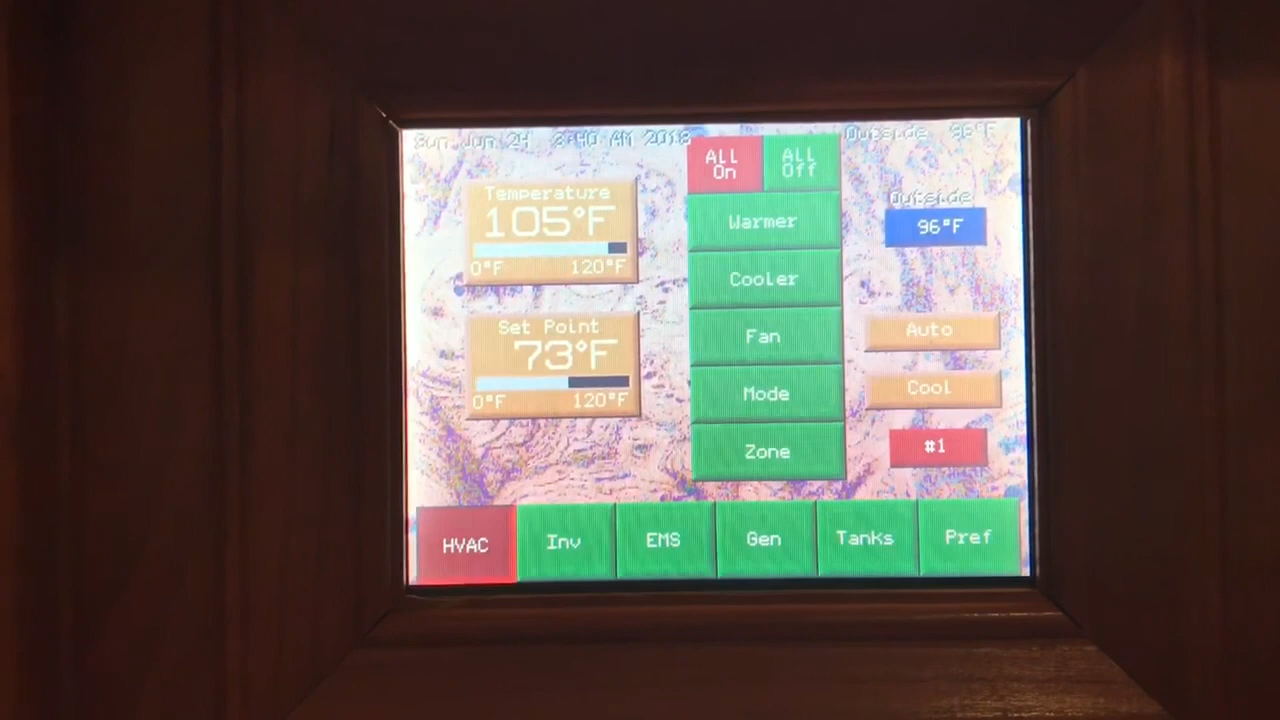 Sun Jun 24 3:40 AM 2018
Outside 96°F
All On
All Off
Temperature
105°F
0°F 120°F
Set Point
73°F
0°F 120°F
Warmer
Cooler
Fan
Mode
Zone
Outside
96°F
Auto
Cool
#1
HVAC
Inv
EMS
Gen
Tanks
Pref